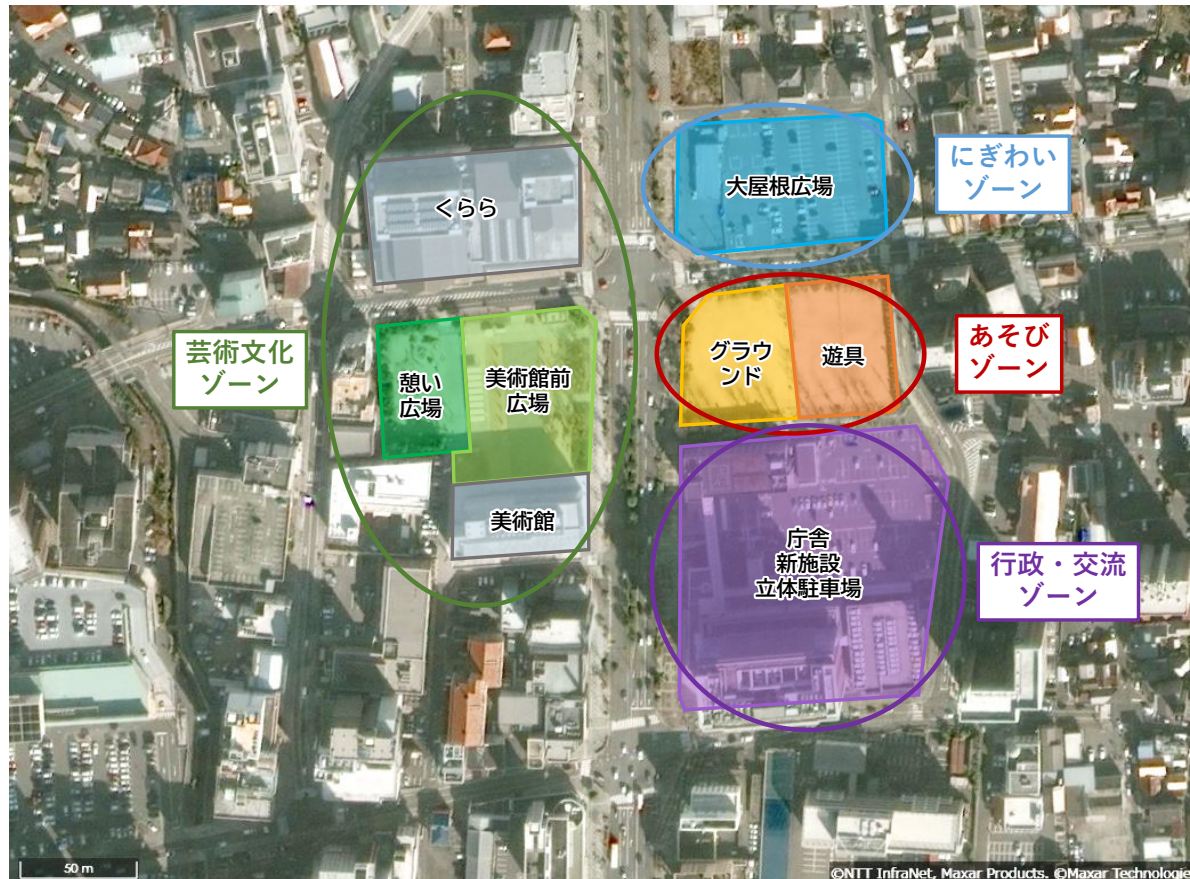 くらら
大屋根広場
にぎわい
ゾーン
芸術文化
ゾーン
憩い
広場
美術館前
広場
グラウ
ンド
遊具
あそび
ゾーン
美術館
庁舎
新施設
立体駐車場
行政・交流
ゾーン
50 m
©NTT InfraNet, Maxar Products. ©Maxar Technologie